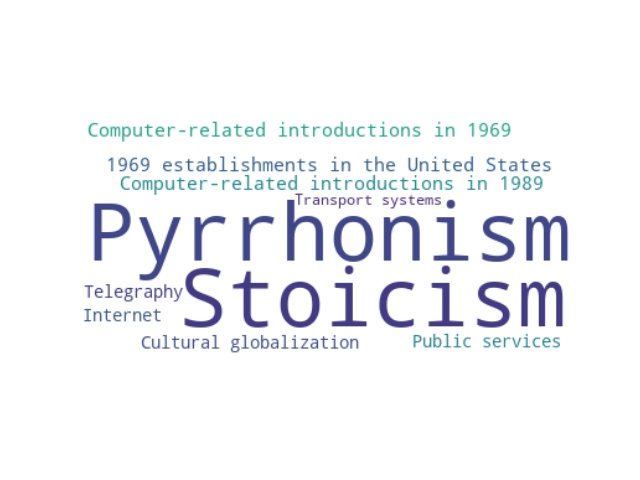 Computer-related introductions in 1969
1969 establishments in the United States
Computer-related introductions in 1989
Transport systems
Pyrrhonism
Stoicism
Telegraphy
Internet
Cultural globalization
Public services